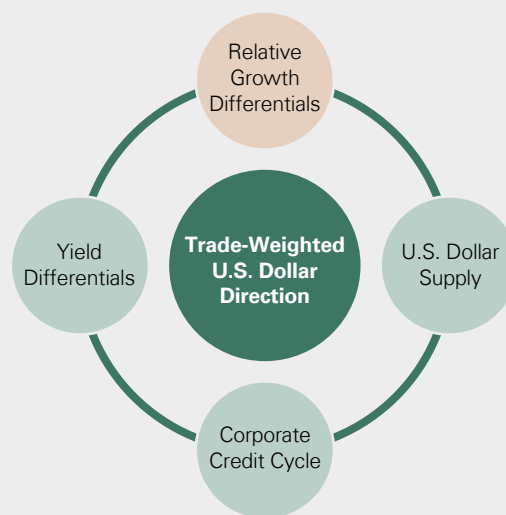 Relative
Growth
Differentials
Yield
Differentials
Trade-Weighted
U.S. Dollar
Direction
U.S. Dollar
Supply
Corporate
Credit Cycle